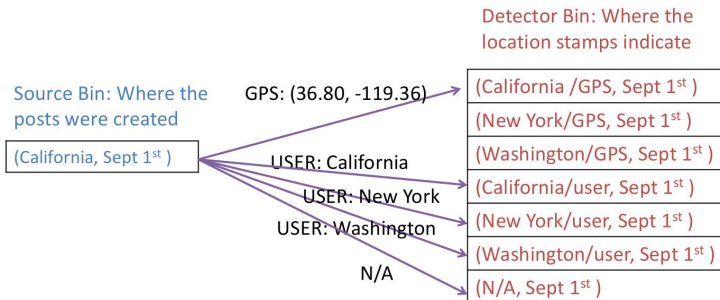 Detector Bin: Where the
location stamps indicate
Source Bin: Where the
posts were created
(California, Sept 1st )
GPS: (36.80, -119.36)
USER: California
USER: New York
USER: Washington
N/A
(California /GPS, Sept 1st )
(New York/GPS, Sept 1st )
(Washington/GPS, Sept 1st )
(California/user, Sept 1st )
(New York/user, Sept 1st )
(Washington/user, Sept 1st )
(N/A, Sept 1st )